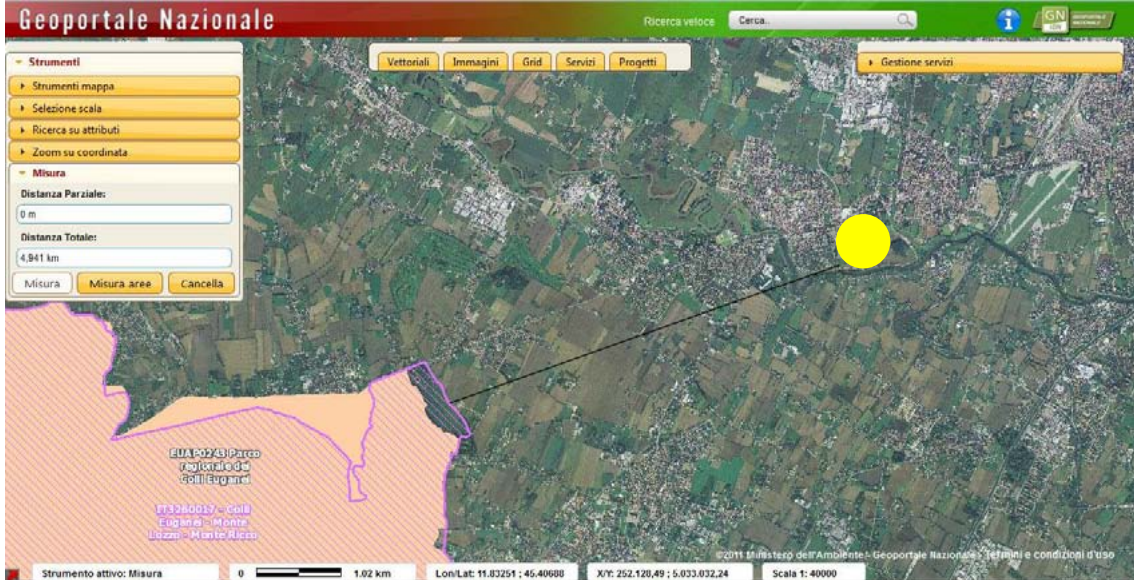 Geoportale Nazionale
Ricerca veloce
Cerca..
GN
GEOPORTALE
NAZIONALE
Strumenti
Strumenti mappa
Selezione scala
Ricerca su attributi
Zoom su coordinata
Misura
Distanza Parziale:
0 m
Distanza Totale:
4,941 km
Misura Misura aree Cancella
Vettoriali Immagini Grid Servizi Progetti
Gestione servizi
EUAP0243 Parco
regionale dei
Colli Euganei
IT3260017 - Colli
Euganei - Monte
Lozzo - Monte Ricco
©2011 Ministero dell'Ambiente - Geoportale Nazionale - Termini e condizioni d'uso
Strumento attivo: Misura
0 1.02 km
Lon/Lat: 11.83251 ; 45.40688
X/Y: 252.128,49 ; 5.033.032,24
Scala 1: 40000